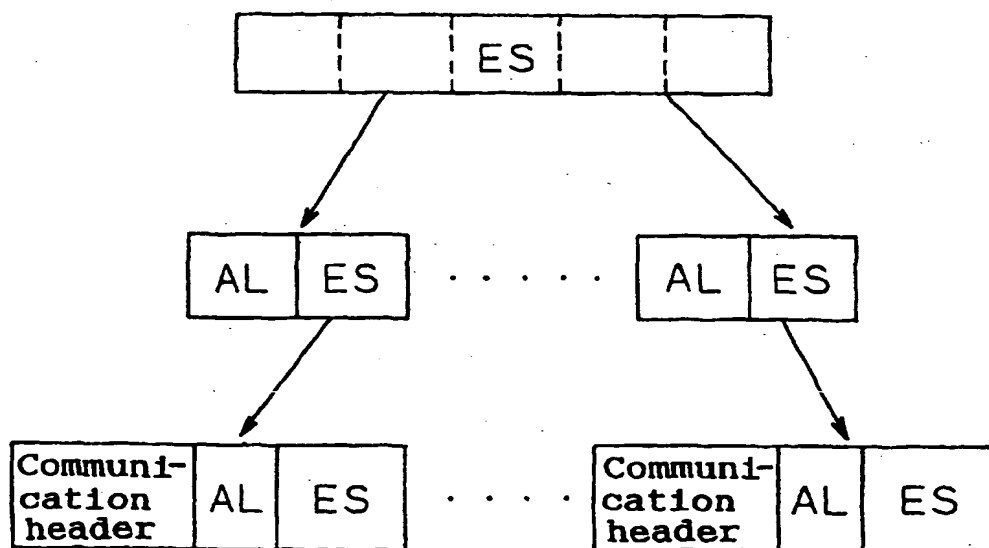 ES
AL ES ..... AL ES
Communi-
cation
header AL ES .... Communi-
cation
header AL ES